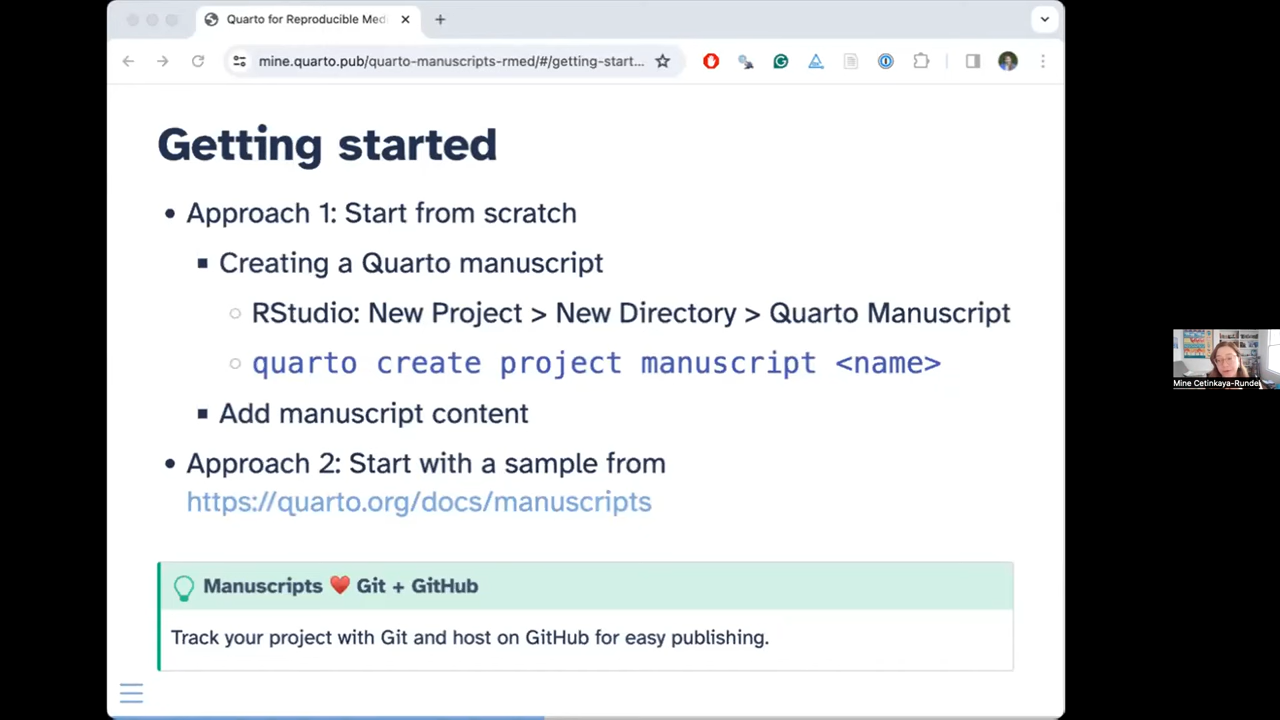 Quarto for Reproducible Med
mine.quarto.pub/quarto-manuscripts-rmed/#/getting-start...
Getting started
• Approach 1: Start from scratch
▪ Creating a Quarto manuscript
○ RStudio: New Project > New Directory > Quarto Manuscript
○ quarto create project manuscript <name>
▪ Add manuscript content
• Approach 2: Start with a sample from
https://quarto.org/docs/manuscripts
Manuscripts ❤️ Git + GitHub
Track your project with Git and host on GitHub for easy publishing.
Mine Cetinkaya-Rundel